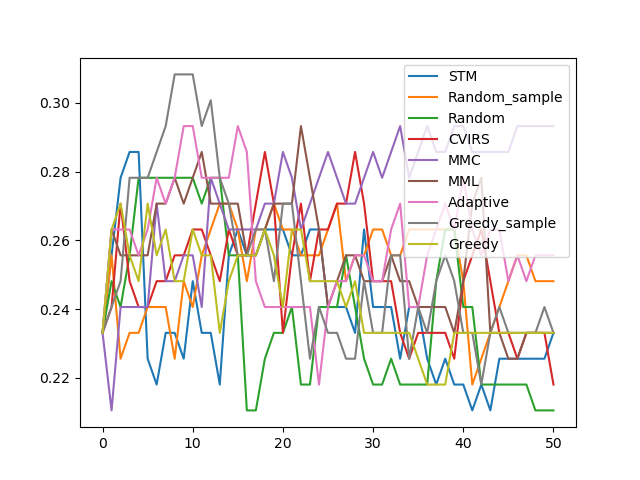 0.30
0.28
0.26
0.24
0.22
0
10
20
30
40
50
STM
Random_sample
Random
CVIRS
MMC
MML
Adaptive
Greedy_sample
Greedy